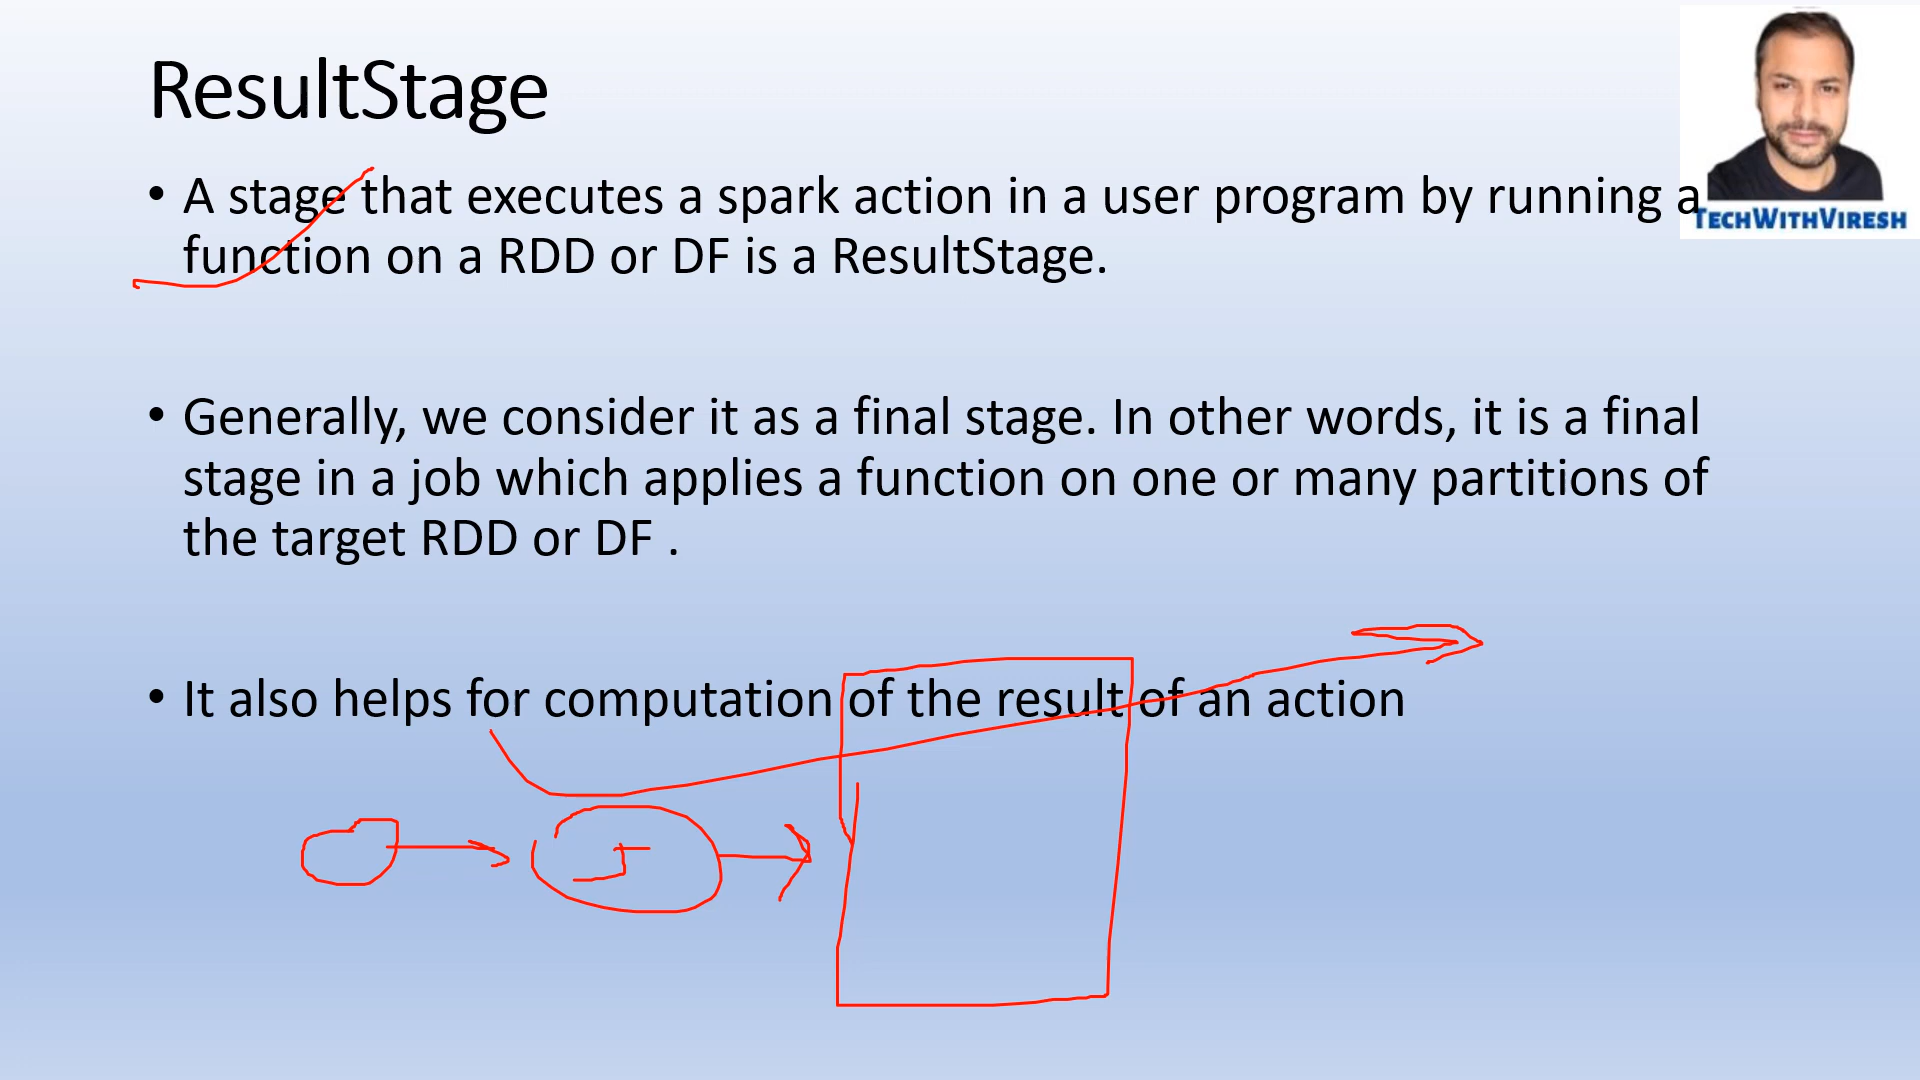 ResultStage
• A stage that executes a spark action in a user program by running a
function on a RDD or DF is a ResultStage.
TECHWITHVIRESH
• Generally, we consider it as a final stage. In other words, it is a final
stage in a job which applies a function on one or many partitions of
the target RDD or DF .
• It also helps for computation of the result of an action